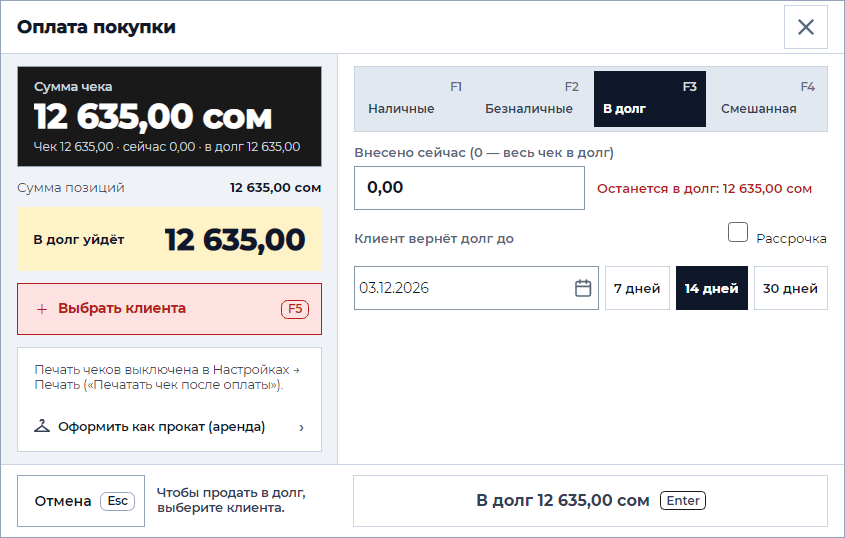 Оплата покупки
Сумма чека
12 635,00 сом
Чек 12 635,00 · сейчас 0,00 · в долг 12 635,00
Сумма позиций 12 635,00 сом
В долг уйдёт 12 635,00
+ Выбрать клиента F5
Печать чеков выключена в Настройках →
Печать («Печатать чек после оплаты»).
Оформить как прокат (аренда) ›
F1 F2 F3 F4
Наличные Безналичные В долг Смешанная
Внесено сейчас (0 — весь чек в долг)
0,00 Останется в долг: 12 635,00 сом
Клиент вернёт долг до Рассрочка
03.12.2026 7 дней 14 дней 30 дней
Отмена Esc
Чтобы продать в долг,
выберите клиента.
В долг 12 635,00 сом Enter